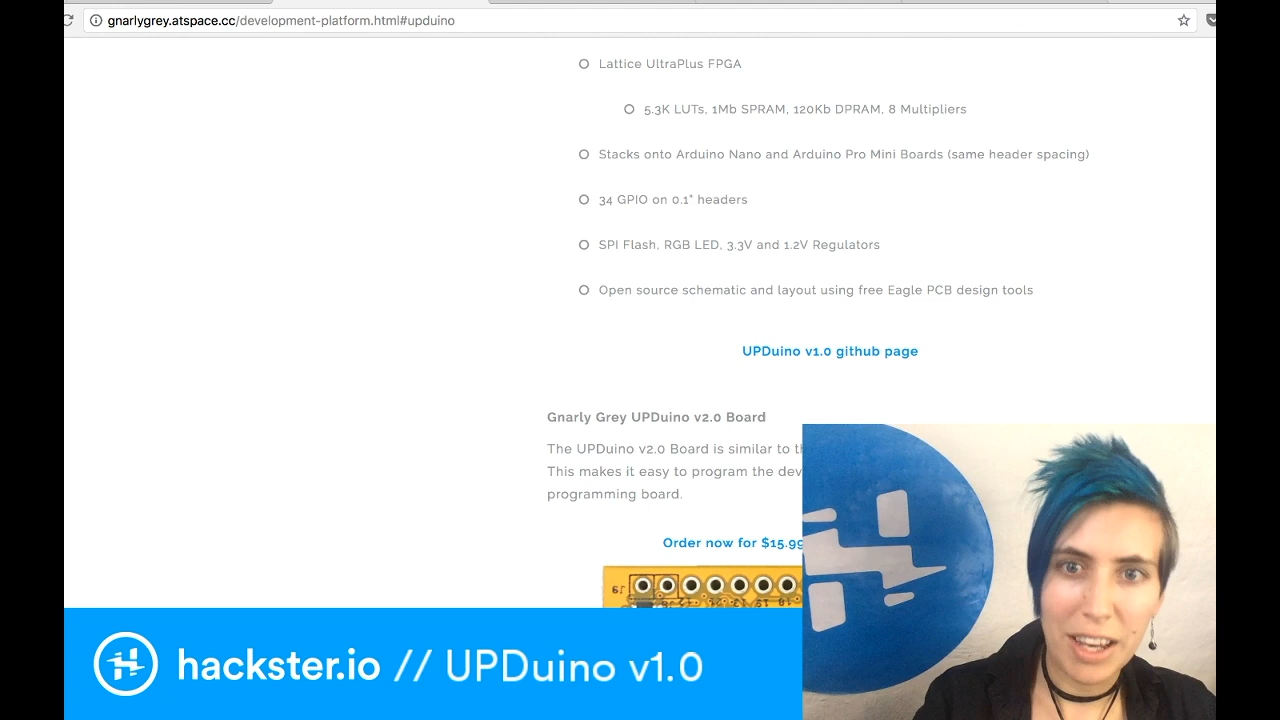 gnarlygrey.atspace.cc/development-platform.html#upduino
Lattice UltraPlus FPGA
5.3K LUTs, 1Mb SPRAM, 120Kb DPRAM, 8 Multipliers
Stacks onto Arduino Nano and Arduino Pro Mini Boards (same header spacing)
34 GPIO on 0.1" headers
SPI Flash, RGB LED, 3.3V and 1.2V Regulators
Open source schematic and layout using free Eagle PCB design tools
UPDuino v1.0 github page
Gnarly Grey UPDuino v2.0 Board
The UPDuino v2.0 Board is similar to
This makes it easy to program the
programming board.
Order now for $15.99
J9
hackster.io // UPDuino v1.0